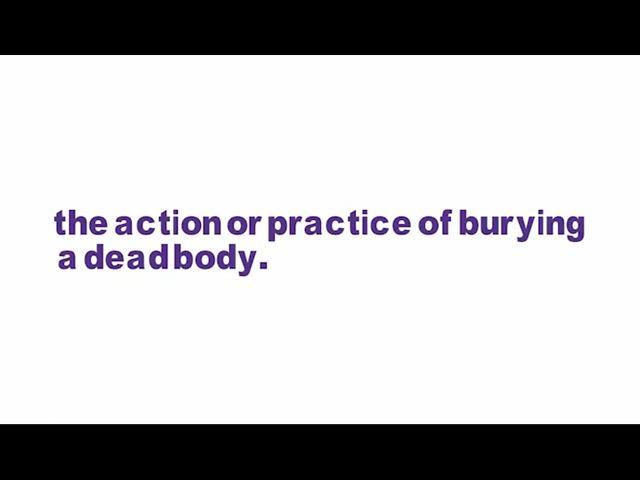 the action or practice of burying
a dead body.